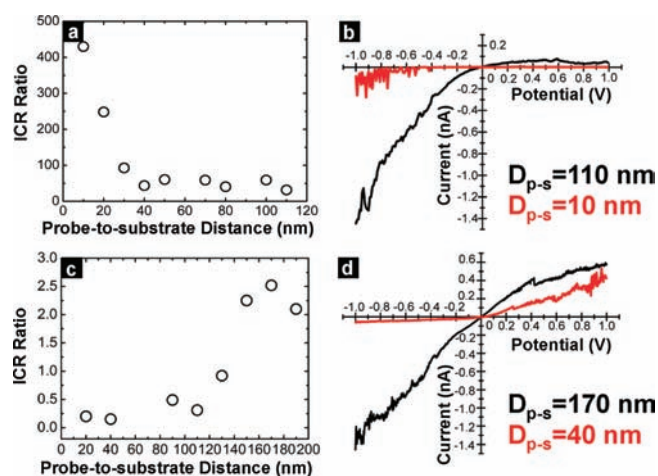 a
500
450
400
300
200
100
0
0 20 40 60 80 100 120
ICR Ratio
Probe-to-substrate Distance (nm)
b
-1.0 -0.8 -0.6 -0.4 -0.2
0.2
0.2 0.4 0.6 0.8 1.0
-0.2
-0.4
-0.6
-0.8
-1.0
-1.2
-1.4
Potential (V)
Current (nA)
Dp-s=110 nm
Dp-s=10 nm
c
3.0
2.5
2.0
1.5
1.0
0.5
0.0
0 20 40 60 80 100 120 140 160 180 200
ICR Ratio
Probe-to-substrate Distance (nm)
d
-1.0 -0.8 -0.6 -0.4 -0.2
0.6
0.4
0.2
0.2 0.4 0.6 0.8 1.0
0.2
0.4
0.6
-0.8
-1.0
-1.2
-1.4
Potential (V)
Current (nA)
Dp-s=170 nm
Dp-s=40 nm